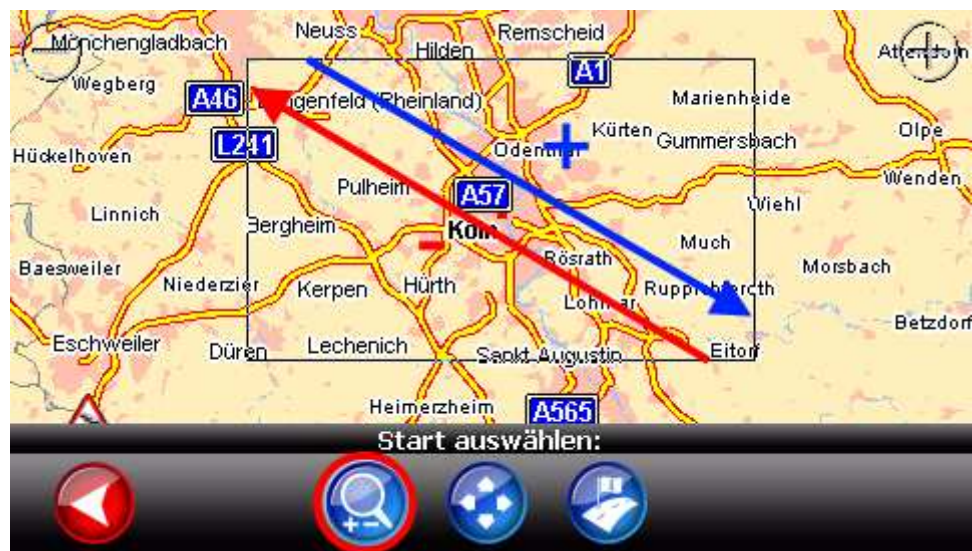 Neuss
Remscheid
Mönchengladbach
Hilden
Attendorn
Wegberg
A1
A46
Langenfeld (Rheinland)
Marienheide
Kürten
Olpe
L241
Odenthal
Gummersbach
Hückelhoven
Wenden
Pulheim
A57
Linnich
Wiehl
Bergheim
Köln
Much
Rösrath
Morsbach
Baesweiler
Niederzier
Kerpen
Hürth
Ruppichteroth
Lohmar
Betzdorf
Eschweiler
Düren
Lechenich
Sankt Augustin
Eitorf
Heimerzheim
A565
Start auswählen: